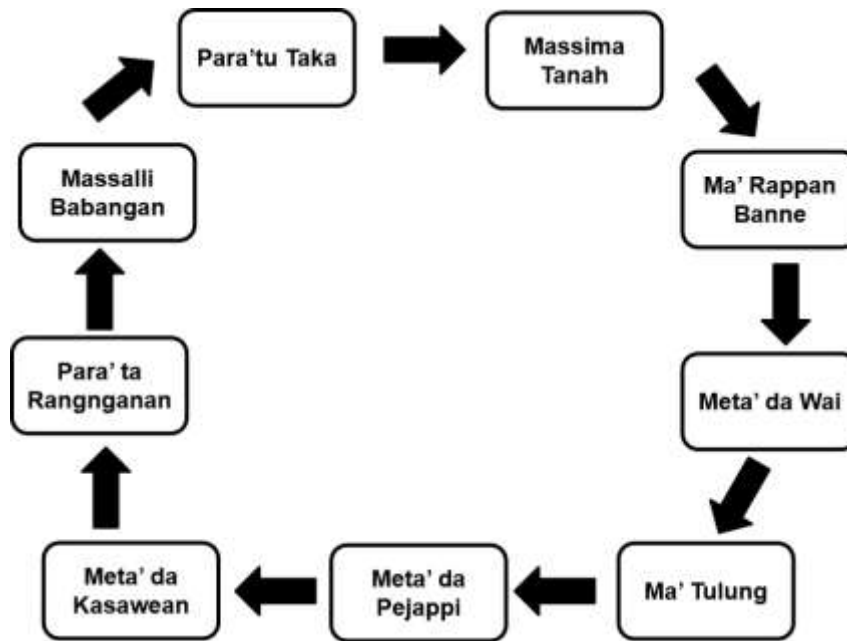 Para’tu Taka
Massima
Tanah
Ma’ Rappan
Banne
Meta’ da Wai
Ma’ Tulung
Meta’ da
Pejappi
Meta’ da
Kasawean
Para’ ta
Rangnganan
Massalli
Babangan